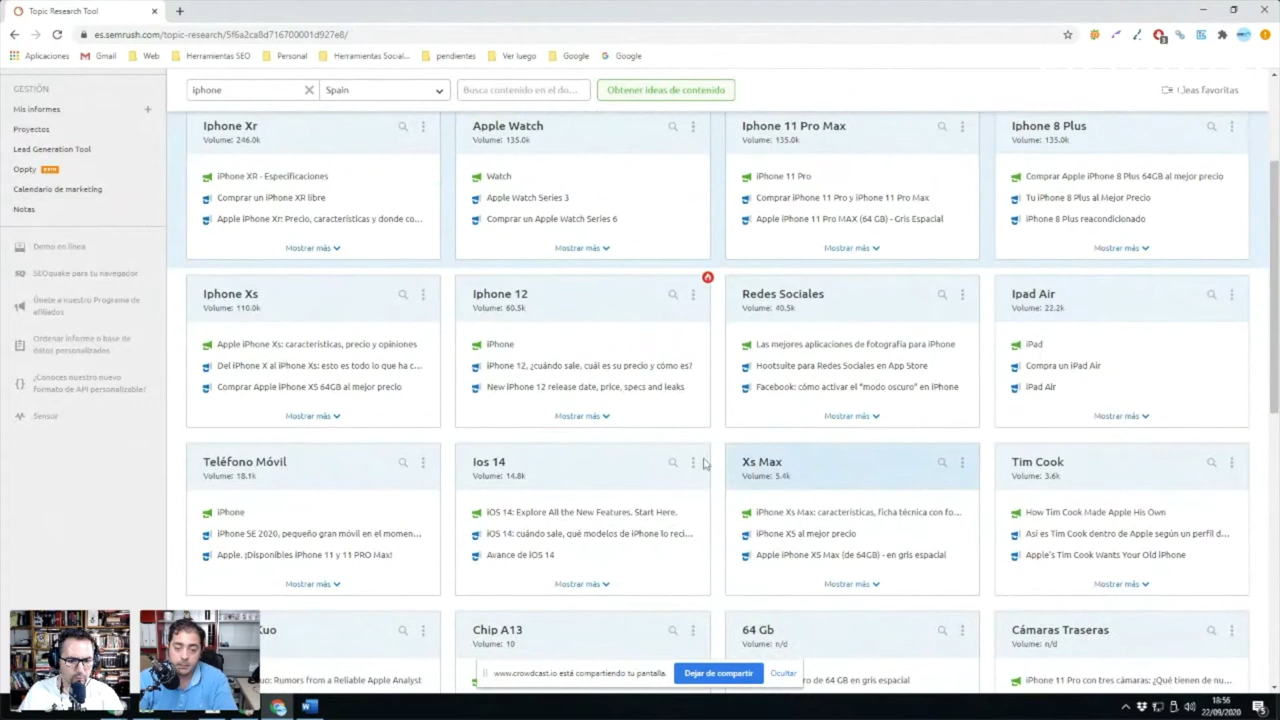 Topic Research Tool
es.semrush.com/topic-research/5f6a2ca8d716700001d927e8/
Aplicaciones
Gmail
Web
Herramientas SEO
Personal
Herramientas Social...
pendientes
Ver luego
Google
Google
GESTIÓN
Mis informes
Proyectos
Lead Generation Tool
Oppty
Calendario de marketing
Notas
Demo en línea
SEOquake para tu navegador
Únete a nuestro Programa de
afiliados
Ordenar informe o base de
datos personalizados
¿Conoces nuestro nuevo
formato de API personalizable?
Sensor
iphone
Spain
Busca contenido en el do...
Obtener ideas de contenido
Ideas favoritas
Iphone Xr
Volume: 246.0k
iPhone XR - Especificaciones
Comprar un iPhone XR libre
Apple iPhone Xr: Precio, características y donde co...
Mostrar más
Apple Watch
Volume: 135.0k
Watch
Apple Watch Series 3
Comprar un Apple Watch Series 6
Mostrar más
Iphone 11 Pro Max
Volume: 135.0k
iPhone 11 Pro
Comprar iPhone 11 Pro y iPhone 11 Pro Max
Apple iPhone 11 Pro MAX (64 GB) - Gris Espacial
Mostrar más
Iphone 8 Plus
Volume: 135.0k
Comprar Apple iPhone 8 Plus 64GB al mejor precio
Tu iPhone 8 Plus al Mejor Precio
iPhone 8 Plus reacondicionado
Mostrar más
Iphone Xs
Volume: 110.0k
Apple iPhone Xs: características, precio y opiniones
Del iPhone X al iPhone Xs: esto es todo lo que ha c...
Comprar Apple iPhone XS 64GB al mejor precio
Mostrar más
Iphone 12
Volume: 60.5k
iPhone
iPhone 12, ¿cuándo sale, cuál es su precio y cómo es?
New iPhone 12 release date, price, specs and leaks
Mostrar más
Redes Sociales
Volume: 40.5k
Las mejores aplicaciones de fotografía para iPhone
Hootsuite para Redes Sociales en App Store
Facebook: cómo activar el "modo oscuro" en iPhone
Mostrar más
Ipad Air
Volume: 22.2k
iPad
Compra un iPad Air
iPad Air
Mostrar más
Teléfono Móvil
Volume: 18.1k
iPhone
iPhone SE 2020, pequeño gran móvil en el momen...
Apple. ¡Disponibles iPhone 11 y 11 PRO Max!
Mostrar más
Ios 14
Volume: 14.8k
iOS 14: Explore All the New Features. Start Here.
iOS 14: cuándo sale, qué modelos de iPhone lo reci...
Avance de iOS 14
Mostrar más
Xs Max
Volume: 5.4k
iPhone Xs Max: características, ficha técnica con fo...
iPhone XS al mejor precio
Apple iPhone XS Max (de 64GB) - en gris espacial
Mostrar más
Tim Cook
Volume: 3.6k
How Tim Cook Made Apple His Own
Así es Tim Cook dentro de Apple según un perfil d...
Apple's Tim Cook Wants Your Old iPhone
Mostrar más
Kuo
uo: Rumors from a Reliable Apple Analyst
Chip A13
Volume: 10
64 Gb
Volume: n/d
o de 64 GB en gris espacial
Cámaras Traseras
Volume: n/d
iPhone 11 Pro con tres cámaras: ¿Qué tienen de nu...
www.crowdcast.io está compartiendo tu pantalla.
Dejar de compartir
Ocultar
18:56
22/09/2020